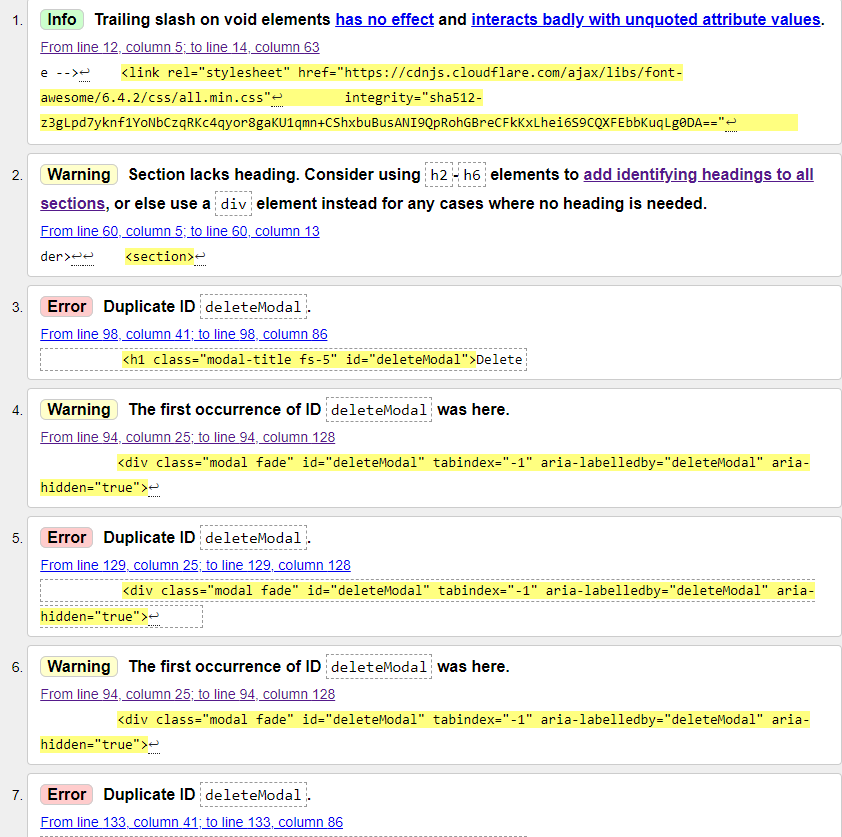 1. Info Trailing slash on void elements has no effect and interacts badly with unquoted attribute values.
From line 12, column 5; to line 14, column 63
e -->↩ <link rel="stylesheet" href="https://cdnjs.cloudflare.com/ajax/libs/font-
awesome/6.4.2/css/all.min.css"↩ integrity="sha512-
z3gLpd7yknf1YoNbCzqRKc4qyor8gaKU1qmn+CShxbuBusANI9QpRohGBreCFkKxLhei6S9CQXFEbbKuqLg0DA=="↩
2. Warning Section lacks heading. Consider using h2-h6 elements to add identifying headings to all
sections, or else use a div element instead for any cases where no heading is needed.
From line 60, column 5; to line 60, column 13
der>↩↩ <section>↩
3. Error Duplicate ID deleteModal.
From line 98, column 41; to line 98, column 86
<h1 class="modal-title fs-5" id="deleteModal">Delete
4. Warning The first occurrence of ID deleteModal was here.
From line 94, column 25; to line 94, column 128
<div class="modal fade" id="deleteModal" tabindex="-1" aria-labelledby="deleteModal" aria-
hidden="true">↩
5. Error Duplicate ID deleteModal.
From line 129, column 25; to line 129, column 128
<div class="modal fade" id="deleteModal" tabindex="-1" aria-labelledby="deleteModal" aria-
hidden="true">↩
6. Warning The first occurrence of ID deleteModal was here.
From line 94, column 25; to line 94, column 128
<div class="modal fade" id="deleteModal" tabindex="-1" aria-labelledby="deleteModal" aria-
hidden="true">↩
7. Error Duplicate ID deleteModal.
From line 133, column 41; to line 133, column 86